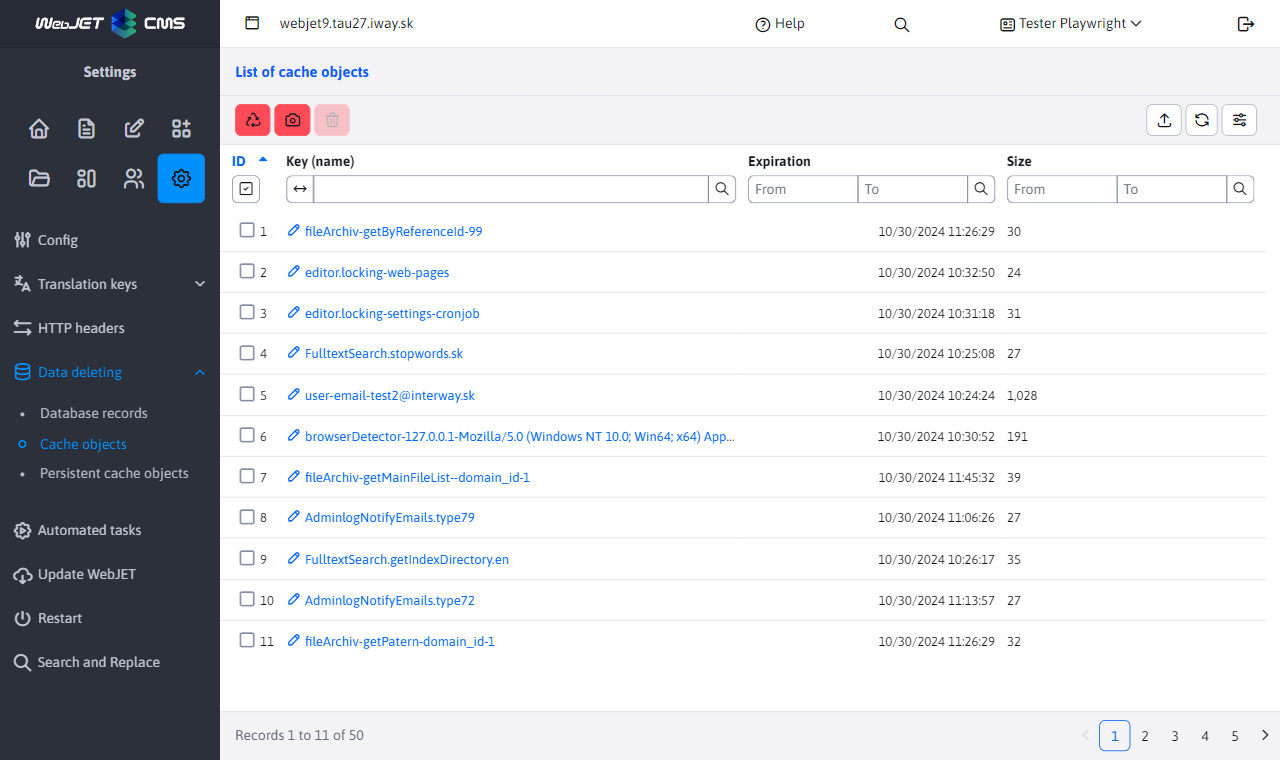 WebJET CMS
webjet9.tau27.iway.sk
Help
Tester Playwright
Settings
List of cache objects
Config
Translation keys
HTTP headers
Data deleting
Database records
Cache objects
Persistent cache objects
Automated tasks
Update WebJET
Restart
Search and Replace
ID Key (name) Expiration Size
From To From To
1 fileArchiv-getByReferenceId-99 10/30/2024 11:26:29 30
2 editor.locking-web-pages 10/30/2024 10:32:50 24
3 editor.locking-settings-cronjob 10/30/2024 10:31:18 31
4 FulltextSearch.stopwords.sk 10/30/2024 10:25:08 27
5 user-email-test2@interway.sk 10/30/2024 10:24:24 1,028
6 browserDetector-127.0.0.1-Mozilla/5.0 (Windows NT 10.0; Win64; x64) App... 10/30/2024 10:30:52 191
7 fileArchiv-getMainFileList--domain_id-1 10/30/2024 11:45:32 39
8 AdminlogNotifyEmails.type79 10/30/2024 11:06:26 27
9 FulltextSearch.getIndexDirectory.en 10/30/2024 10:26:17 35
10 AdminlogNotifyEmails.type72 10/30/2024 11:13:57 27
11 fileArchiv-getPatern-domain_id-1 10/30/2024 11:26:29 32
Records 1 to 11 of 50
1 2 3 4 5